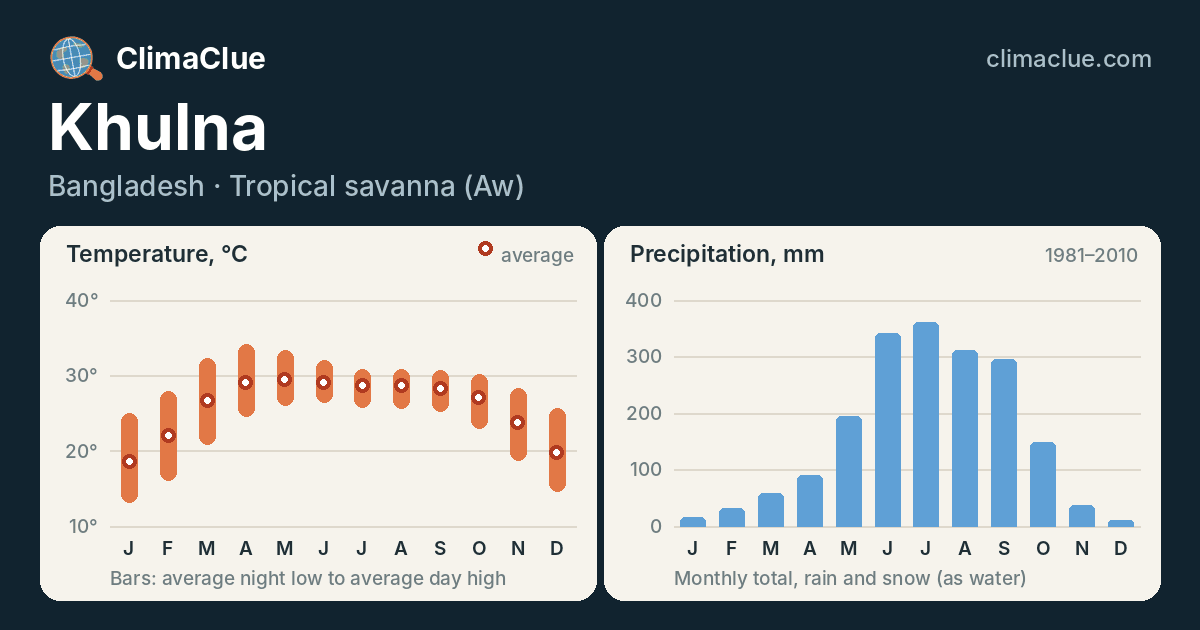 ClimaClue
climaclue.com
Khulna
Bangladesh · Tropical savanna (Aw)
Temperature, °C
average
40°
30°
20°
10°
J F M A M J J A S O N D
Bars: average night low to average day high
Precipitation, mm
1981–2010
400
300
200
100
0
J F M A M J J A S O N D
Monthly total, rain and snow (as water)